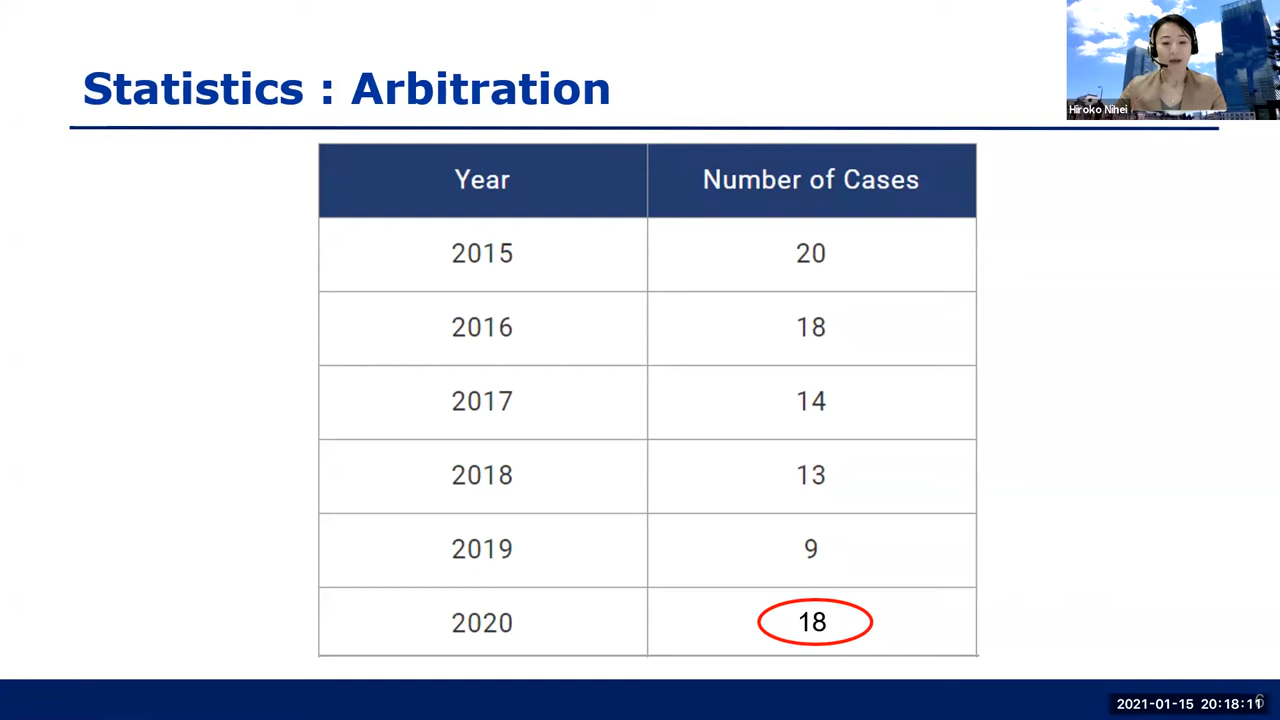 Statistics : Arbitration
Hiroko Nihei
Year Number of Cases
2015 20
2016 18
2017 14
2018 13
2019 9
2020 18
6
2021-01-15 20:18:11